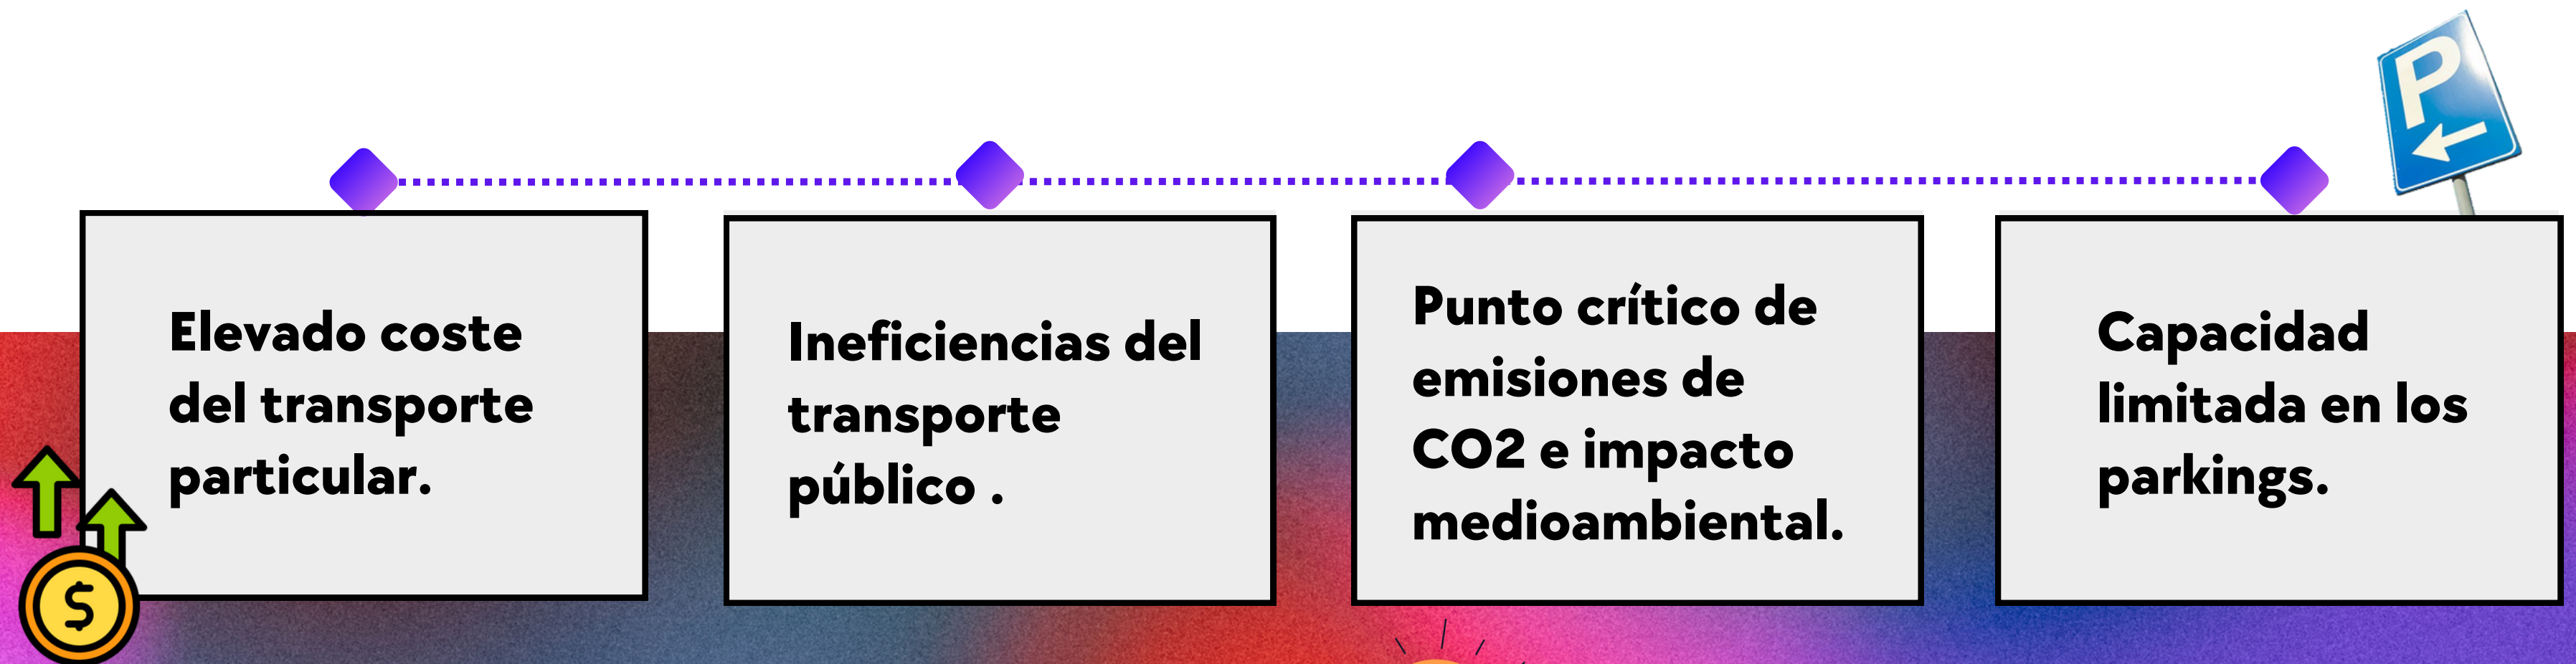 P
Elevado coste
del transporte
particular.
$
Ineficiencias del
transporte
público .
Punto crítico de
emisiones de
CO2 e impacto
medioambiental.
Capacidad
limitada en los
parkings.